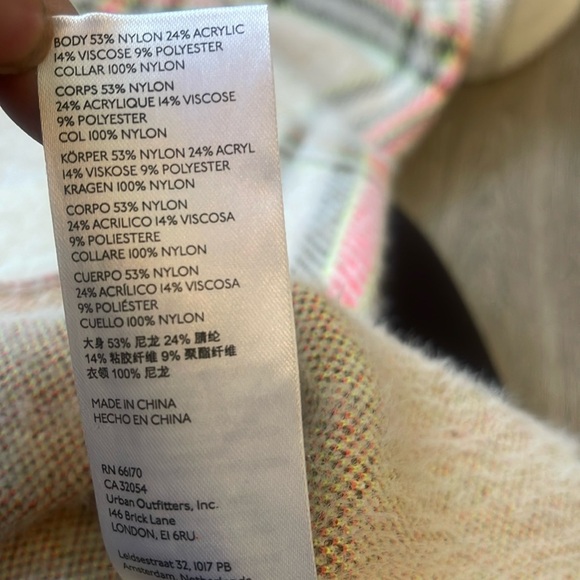 BODY 53% NYLON 24% ACRYLIC
14% VISCOSE 9% POLYESTER
COLLAR 100% NYLON
CORPS 53% NYLON
24% ACRYLIQUE 14% VISCOSE
9% POLYESTER
COL 100% NYLON
KÖRPER 53% NYLON 24% ACRYL
14% VISKOSE 9% POLYESTER
KRAGEN 100% NYLON
CORPO 53% NYLON
24% ACRILICO 14% VISCOSA
9% POLIESTERE
COLLARE 100% NYLON
CUERPO 53% NYLON
24% ACRÍLICO 14% VISCOSA
9% POLIÉSTER
CUELLO 100% NYLON
大身 53% 尼龙 24% 腈纶
14% 粘胶纤维 9% 聚酯纤维
衣领 100% 尼龙
MADE IN CHINA
HECHO EN CHINA
RN 66170
CA 32054
Urban Outfitters, Inc.
146 Brick Lane
LONDON, E1 6RU.
Leidsestraat 32, 1017 PB
Amsterdam, Netherlands